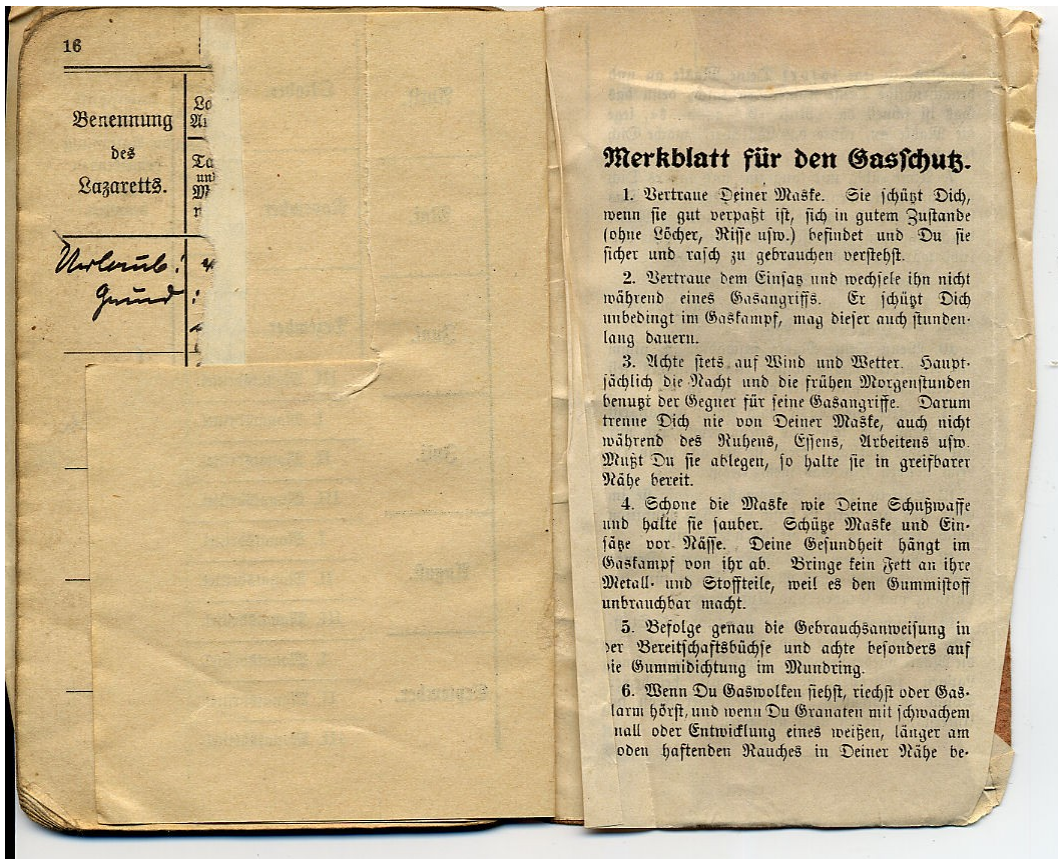 16
Benennung
des
Lazaretts.
Urlaub:
Grund:
Merkblatt für den Gasschutz.
1. Vertraue Deiner Maske. Sie schützt Dich,
wenn sie gut verpaßt ist, sich in gutem Zustande
(ohne Löcher, Risse usw.) befindet und Du sie
sicher und rasch zu gebrauchen verstehst.
2. Vertraue dem Einsatz und wechsele ihn nicht
während eines Gasangriffs. Er schützt Dich
unbedingt im Gaskampf, mag dieser auch stunden-
lang dauern.
3. Achte stets auf Wind und Wetter. Haupt-
sächlich die Nacht und die frühen Morgenstunden
benutzt der Gegner für seine Gasangriffe. Darum
trenne Dich nie von Deiner Maske, auch nicht
während des Ruhens, Essens, Arbeitens usw.
Mußt Du sie ablegen, so halte sie in greifbarer
Nähe bereit.
4. Schone die Maske wie Deine Schußwaffe
und halte sie sauber. Schütze Maske und Ein-
sätze vor Nässe. Deine Gesundheit hängt im
Gaskampf von ihr ab. Bringe kein Fett an ihre
Metall- und Stoffteile, weil es den Gummistoff
unbrauchbar macht.
5. Befolge genau die Gebrauchsanweisung in
er Bereitschaftsbüchse und achte besonders auf
ie Gummidichtung im Mundring.
6. Wenn Du Gaswolken siehst, riechst oder Gas-
larm hörst, und wenn Du Granaten mit schwachem
nall oder Entwicklung eines weißen, länger am
oden haftenden Rauches in Deiner Nähe be-